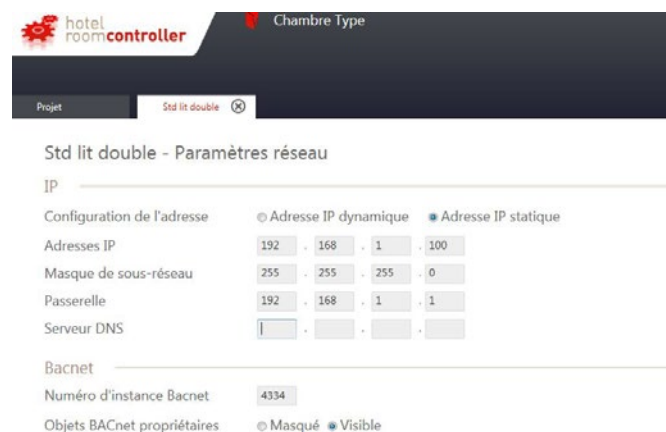 hotel
roomcontroller
Chambre Type
Projet
Std lit double
Std lit double - Paramètres réseau
IP
Configuration de l'adresse Adresse IP dynamique Adresse IP statique
Adresses IP 192 . 168 . 1 . 100
Masque de sous-réseau 255 . 255 . 255 . 0
Passerelle 192 . 168 . 1 . 1
Serveur DNS . . .
Bacnet
Numéro d'instance Bacnet 4334
Objets BACnet propriétaires Masqué Visible